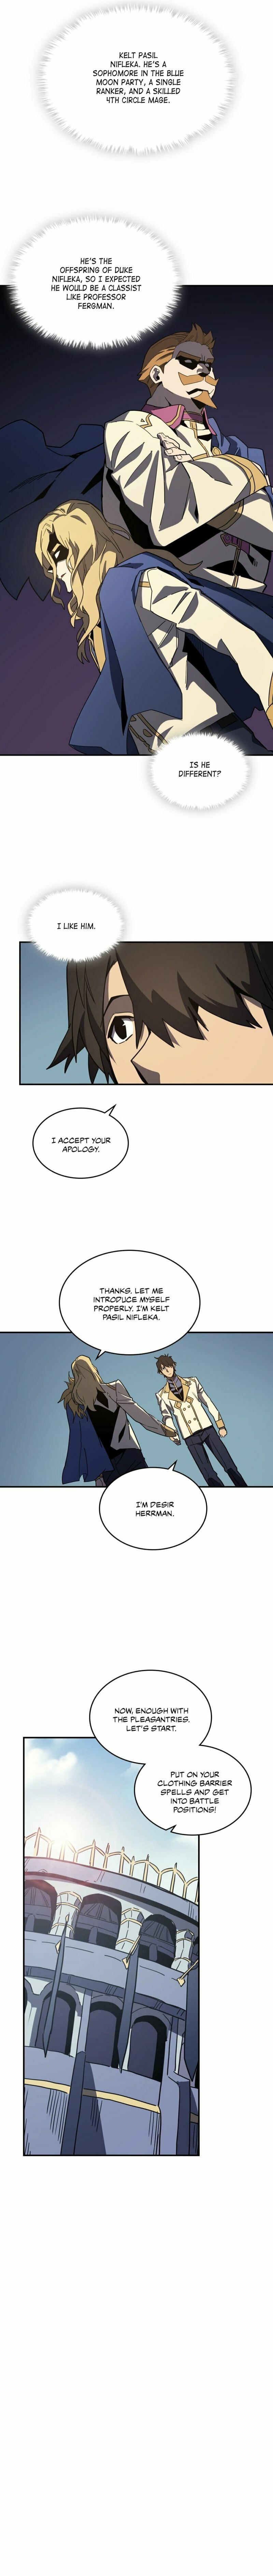 KELT PASIL
NIFLEKA. HE'S A
SOPHOMORE IN THE BLUE
MOON PARTY, A SINGLE
RANKER, AND A SKILLED
4TH CIRCLE MAGE.
HE'S THE
OFFSPRING OF DUKE
NIFLEKA, SO I EXPECTED
HE WOULD BE A CLASSIST
LIKE PROFESSOR
FERGMAN.
IS HE
DIFFERENT?
I LIKE HIM.
I ACCEPT YOUR
APOLOGY.
THANKS. LET ME
INTRODUCE MYSELF
PROPERLY. I'M KELT
PASIL NIFLEKA.
I'M DESIR
HERRMAN.
NOW, ENOUGH WITH
THE PLEASANTRIES.
LET'S START.
PUT ON YOUR
CLOTHING BARRIER
SPELLS AND GET
INTO BATTLE
POSITIONS!